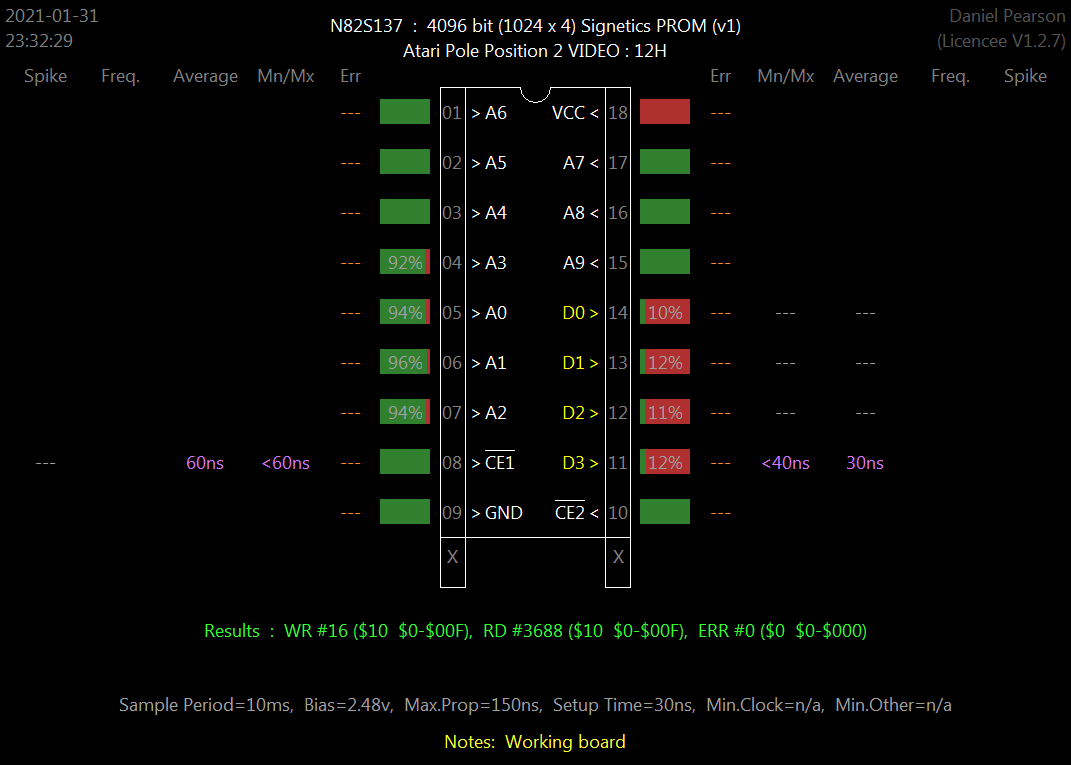 2021-01-31 N82S137 : 4096 bit (1024 x 4) Signetics PROM (v1) Daniel Pearson
23:32:29 Atari Pole Position 2 VIDEO : 12H (Licencee V1.2.7)
Spike Freq. Average Mn/Mx Err Err Mn/Mx Average Freq. Spike
--- 01 > A6 VCC < 18 ---
--- 02 > A5 A7 < 17 ---
--- 03 > A4 A8 < 16 ---
--- 92% 04 > A3 A9 < 15 ---
--- 94% 05 > A0 D0 > 14 10% --- --- ---
--- 96% 06 > A1 D1 > 13 12% --- --- ---
--- 94% 07 > A2 D2 > 12 11% --- --- ---
--- 60ns <60ns --- 08 > CE1 D3 > 11 12% --- <40ns 30ns
--- 09 > GND CE2 < 10 ---
X X
Results : WR #16 ($10 $0-$00F), RD #3688 ($10 $0-$00F), ERR #0 ($0 $0-$000)
Sample Period=10ms, Bias=2.48v, Max.Prop=150ns, Setup Time=30ns, Min.Clock=n/a, Min.Other=n/a
Notes: Working board